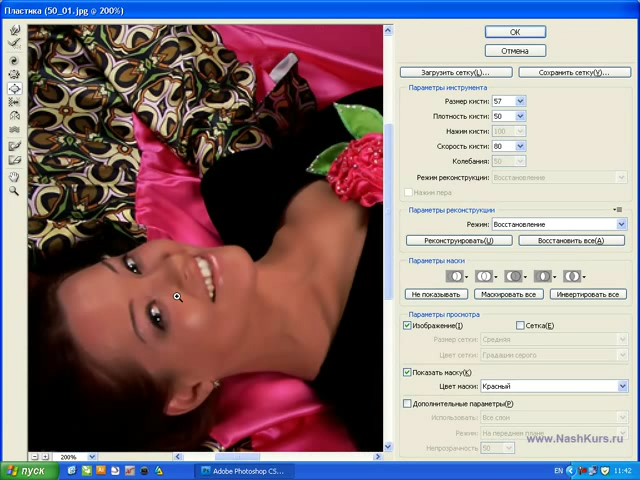 Пластика (50_01.jpg @ 200%)
ОК
Отмена
Загрузить сетку(L)...
Сохранить сетку(V)...
Параметры инструмента
Размер кисти: 57
Плотность кисти: 50
Нажим кисти: 100
Скорость кисти: 80
Колебания: 50
Режим реконструкции: Восстановление
Нажим пера
Параметры реконструкции
Режим: Восстановление
Реконструировать(U)
Восстановить все(A)
Параметры маски
Не показывать
Маскировать все
Инвертировать все
Параметры просмотра
Изображение(I)
Сетка(E)
Размер сетки: Средняя
Цвет сетки: Градации серого
Показать маску(K)
Цвет маски: Красный
Дополнительные параметры(P)
Использовать: Все слои
Режим: На переднем плане
Непрозрачность: 50
www.NashKurs.ru
200%
пуск
Adobe Photoshop CS...
EN
11:42